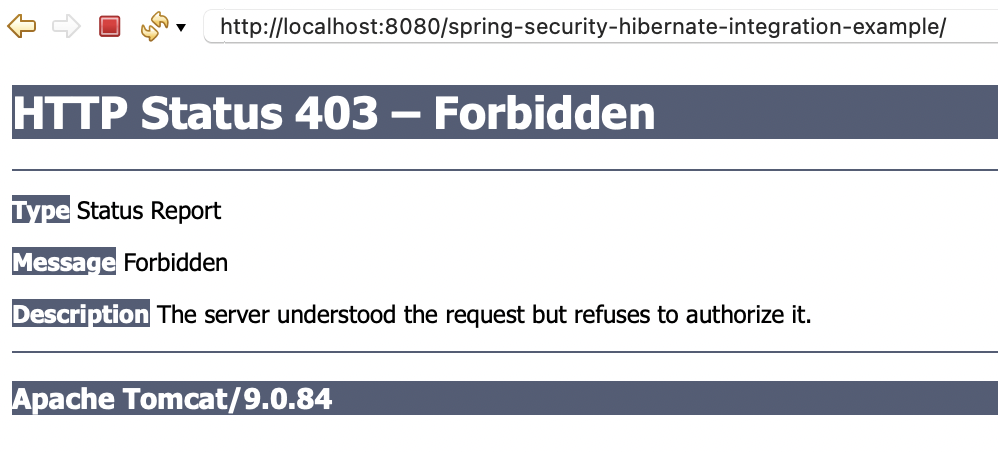 http://localhost:8080/spring-security-hibernate-integration-example/
HTTP Status 403 – Forbidden
Type Status Report
Message Forbidden
Description The server understood the request but refuses to authorize it.
Apache Tomcat/9.0.84